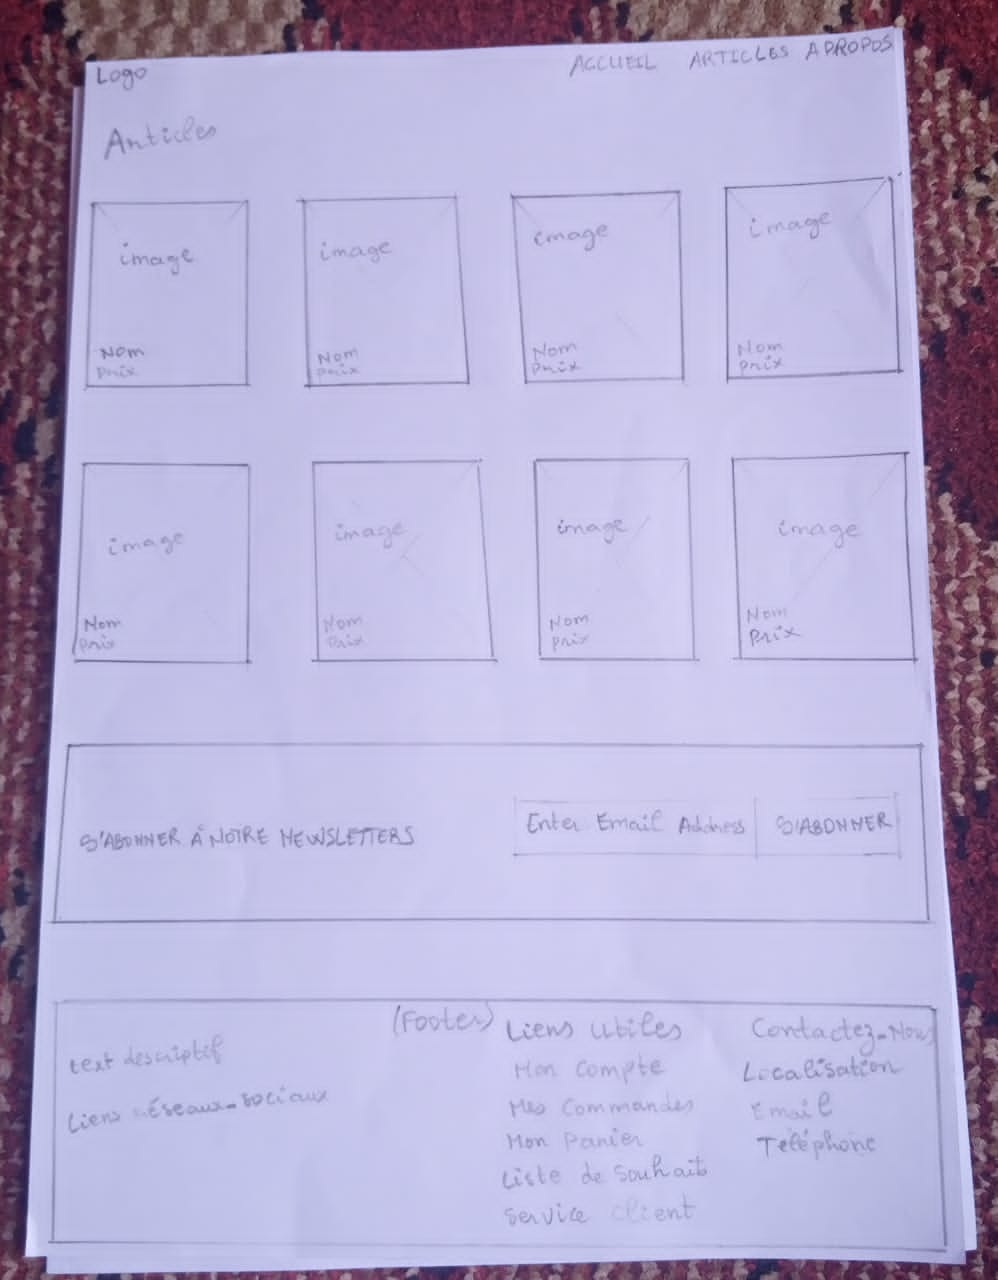 Logo
ACCUEIL ARTICLES APROPOS
Articles
image image image image
Nom Nom Nom Nom
Prix Prix Prix Prix
image image image image
Nom Nom Nom Nom
Prix Prix Prix Prix
S'ABONNER À NOTRE NEWSLETTERS
Enter Email Address S'ABONNER
(Footer)
text descriptif
Liens réseaux-sociaux
Liens utiles
Mon Compte
Mes Commandes
Mon Panier
Liste de Souhaits
Service Client
Contactez-Nous
Localisation
Email
Téléphone